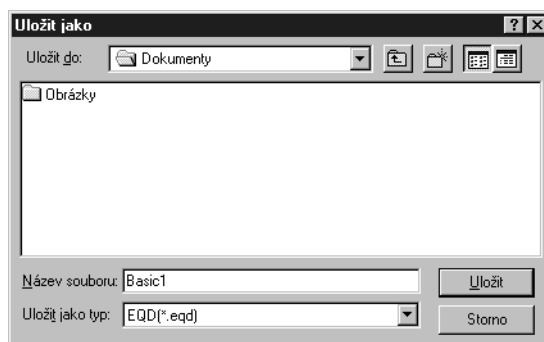 Uložit jako
Uložit do: Dokumenty
Obrázky
Název souboru: Basic1 Uložit
Uložit jako typ: EQD(*.eqd) Storno